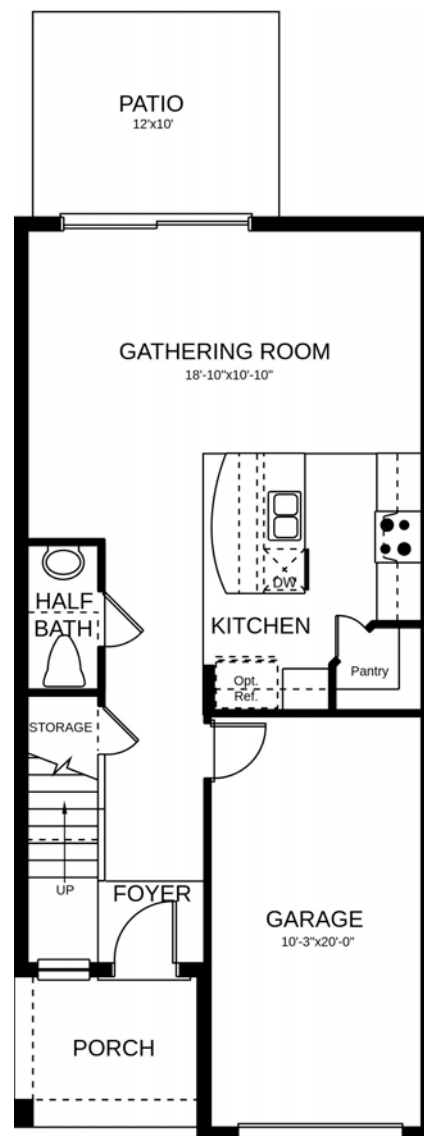 PATIO
12'x10'
GATHERING ROOM
18'-10"x10'-10"
DW
HALF
BATH
KITCHEN
Opt.
Ref.
Pantry
STORAGE
UP
FOYER
GARAGE
10'-3"x20'-0"
PORCH